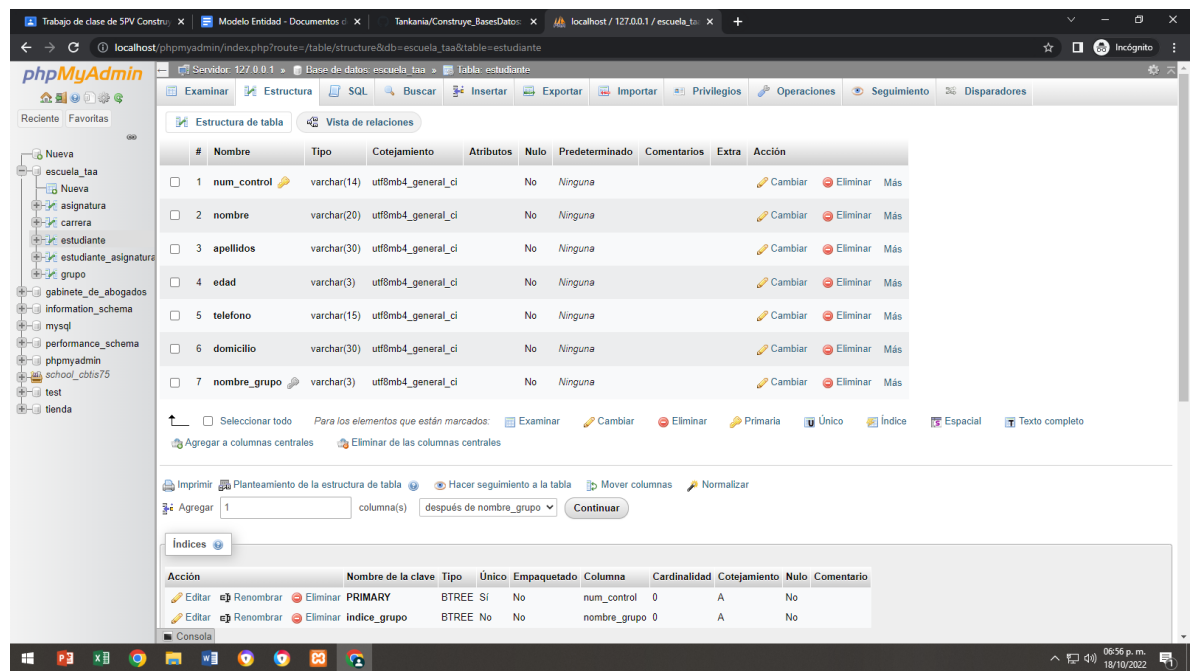 Trabajo de clase de 5PV Constru
Modelo Entidad - Documentos d
Tankania/Construye_BasesDatos:
localhost / 127.0.0.1 / escuela_ta
localhost/phpmyadmin/index.php?route=/table/structure&db=escuela_taa&table=estudiante
Incógnito
phpMyAdmin
Reciente Favoritas
Nueva
escuela_taa
Nueva
asignatura
carrera
estudiante
estudiante_asignatura
grupo
gabinete_de_abogados
information_schema
mysql
performance_schema
phpmyadmin
school_cbtis75
test
tienda
Servidor: 127.0.0.1 » Base de datos: escuela_taa » Tabla: estudiante
Examinar Estructura SQL Buscar Insertar Exportar Importar Privilegios Operaciones Seguimiento Disparadores
Estructura de tabla Vista de relaciones
# Nombre Tipo Cotejamiento Atributos Nulo Predeterminado Comentarios Extra Acción
1 num_control varchar(14) utf8mb4_general_ci No Ninguna Cambiar Eliminar Más
2 nombre varchar(20) utf8mb4_general_ci No Ninguna Cambiar Eliminar Más
3 apellidos varchar(30) utf8mb4_general_ci No Ninguna Cambiar Eliminar Más
4 edad varchar(3) utf8mb4_general_ci No Ninguna Cambiar Eliminar Más
5 telefono varchar(15) utf8mb4_general_ci No Ninguna Cambiar Eliminar Más
6 domicilio varchar(30) utf8mb4_general_ci No Ninguna Cambiar Eliminar Más
7 nombre_grupo varchar(3) utf8mb4_general_ci No Ninguna Cambiar Eliminar Más
Seleccionar todo Para los elementos que están marcados: Examinar Cambiar Eliminar Primaria Único Índice Espacial Texto completo
Agregar a columnas centrales Eliminar de las columnas centrales
Imprimir Planteamiento de la estructura de tabla Hacer seguimiento a la tabla Mover columnas Normalizar
Agregar 1 columna(s) después de nombre_grupo Continuar
Índices
Acción Nombre de la clave Tipo Único Empaquetado Columna Cardinalidad Cotejamiento Nulo Comentario
Editar Renombrar Eliminar PRIMARY BTREE Sí No num_control 0 A No
Editar Renombrar Eliminar indice_grupo BTREE No No nombre_grupo 0 A No
Consola
06:56 p. m.
18/10/2022